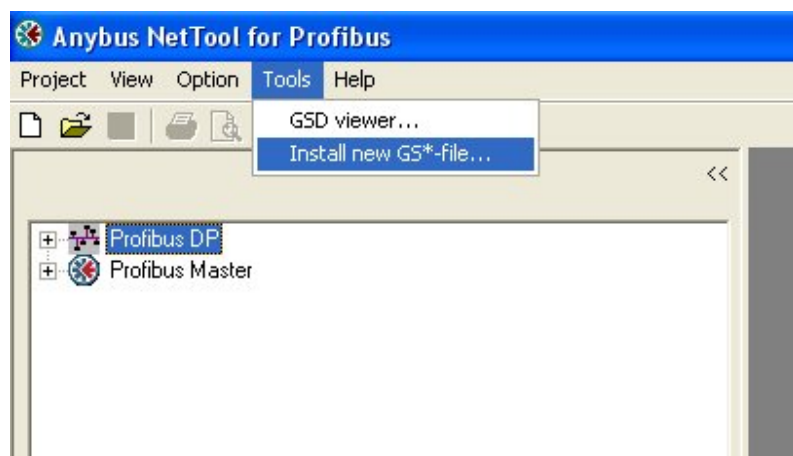 Anybus NetTool for Profibus
Project View Option Tools Help
GSD viewer...
Install new GS*-file...
<<
Profibus DP
Profibus Master